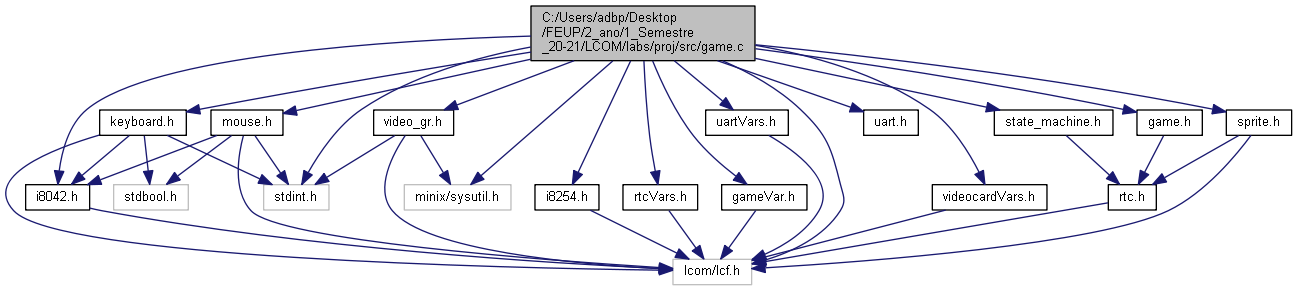 C:/Users/adbp/Desktop
/FEUP/2_ano/1_Semestre
_20-21/LCOM/labs/proj/src/game.c
keyboard.h
mouse.h
video_gr.h
uartVars.h
uart.h
state_machine.h
game.h
sprite.h
i8042.h
stdbool.h
stdint.h
minix/sysutil.h
i8254.h
rtcVars.h
gameVar.h
videocardVars.h
rtc.h
lcom/lcf.h